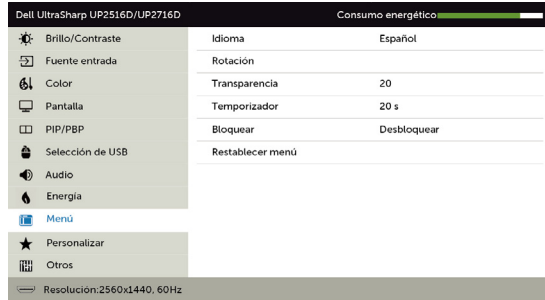 Dell UltraSharp UP2516D/UP2716D Consumo energético
Brillo/Contraste Idioma Español
Fuente entrada Rotación
Color Transparencia 20
Pantalla Temporizador 20 s
PIP/PBP Bloquear Desbloquear
Selección de USB Restablecer menú
Audio
Energía
Menú
Personalizar
Otros
Resolución:2560x1440, 60Hz